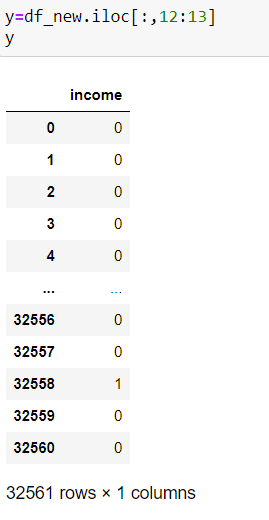 y=df_new.iloc[:,12:13]
y
income
0 0
1 0
2 0
3 0
4 0
... ...
32556 0
32557 0
32558 1
32559 0
32560 0
32561 rows × 1 columns